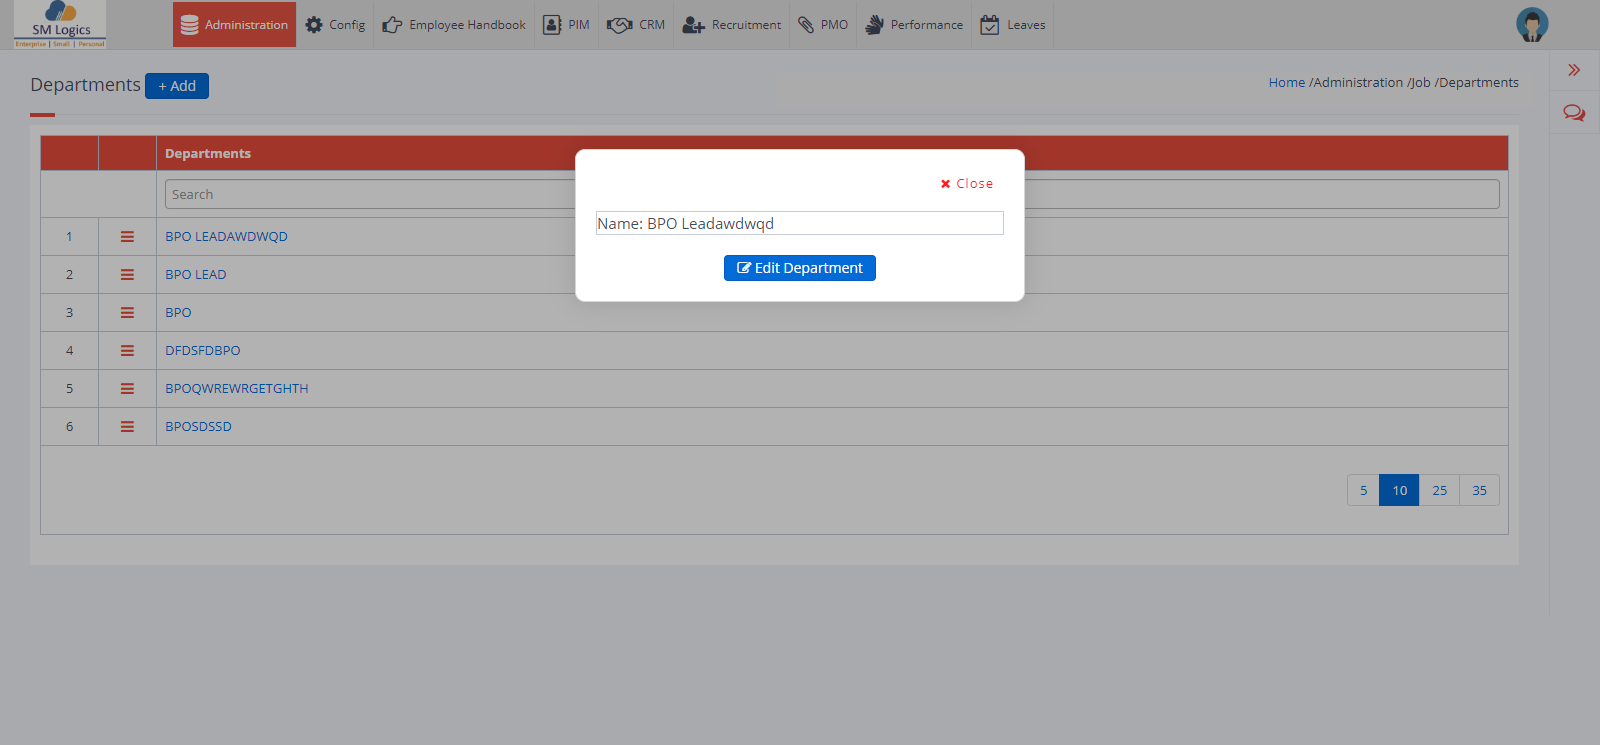 SM Logics
Enterprise | Small | Personal
Administration
Config
Employee Handbook
PIM
CRM
Recruitment
PMO
Performance
Leaves
Departments
+ Add
Home /Administration /Job /Departments
Departments
Search
1 BPO LEADAWDWQD
2 BPO LEAD
3 BPO
4 DFDSFDBPO
5 BPOQWREWRGETGHTH
6 BPOSDSSD
5 10 25 35
Close
Name: BPO Leadawdwqd
Edit Department